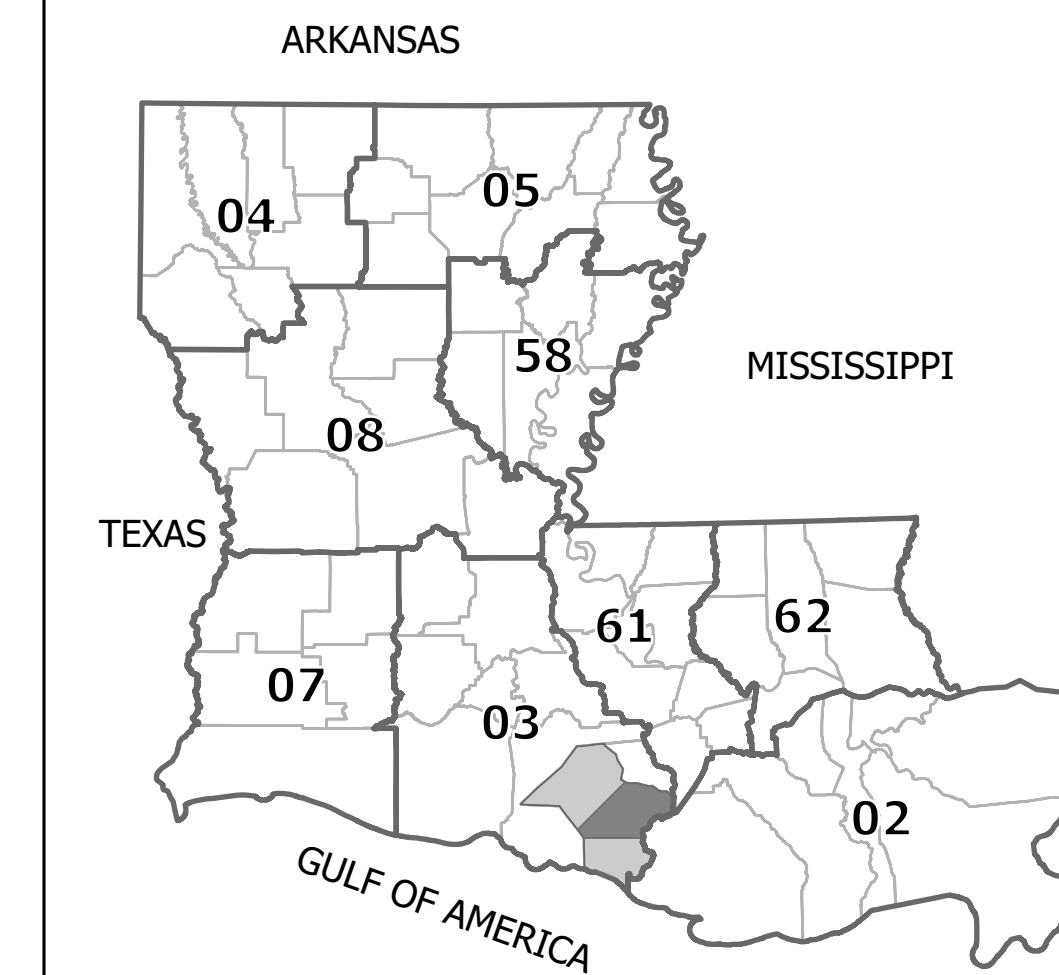 ARKANSAS
05
04
58
MISSISSIPPI
08
TEXAS
62
61
07
03
02
GULF OF AMERICA